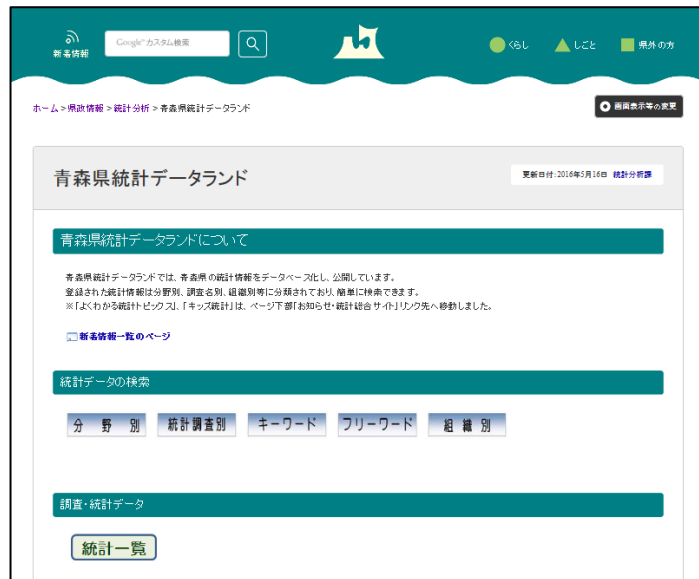 新着情報
Google™ カスタム検索
くらし
しごと
県外の方
ホーム > 県政情報 > 統計分析 > 青森県統計データランド
画面表示等の変更
青森県統計データランド
更新日付:2016年5月16日 統計分析課
青森県統計データランドについて
青森県統計データランドでは、青森県の統計情報をデータベース化し、公開しています。
登録された統計情報は分野別、調査名別、組織別等に分類されており、簡単に検索できます。
※「よくわかる統計トピックス」、「キッズ統計」は、ページ下部「お知らせ・統計総合サイト」リンク先へ移動しました。
新着情報一覧のページ
統計データの検索
分野別
統計調査別
キーワード
フリーワード
組織別
調査・統計データ
統計一覧